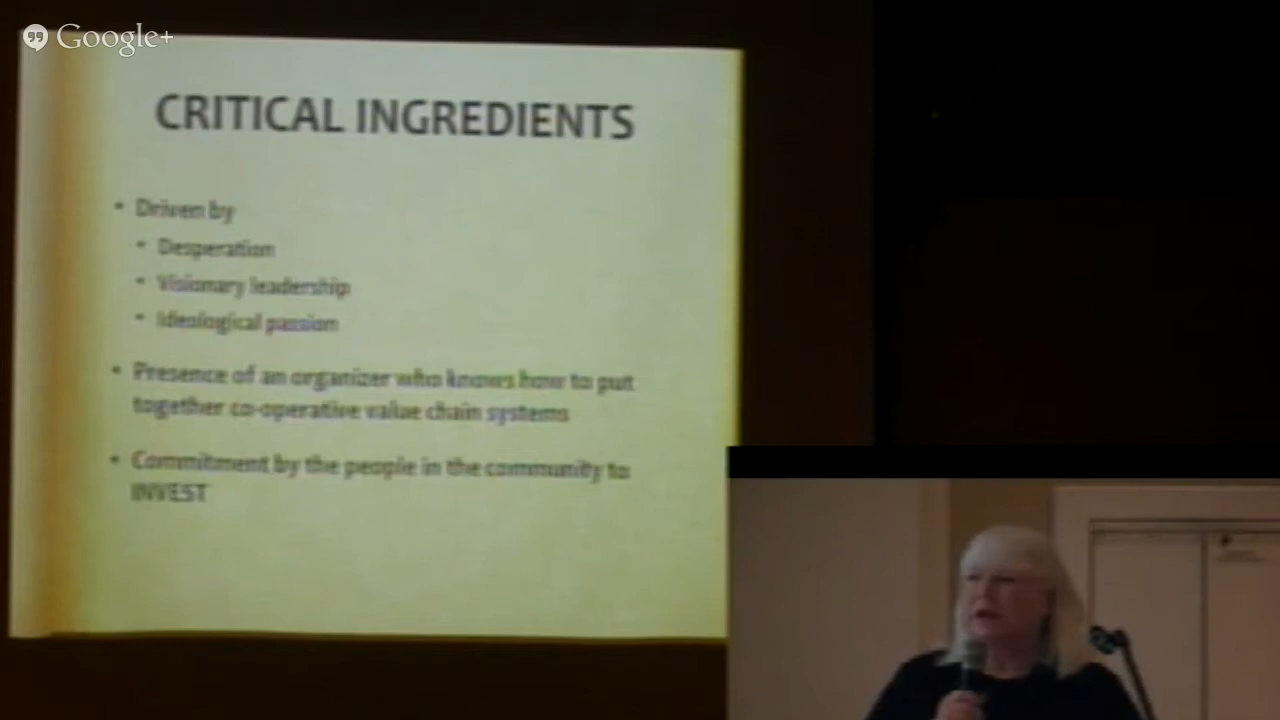 Google+
CRITICAL INGREDIENTS
• Driven by
• Desperation
• Visionary leadership
• Ideological passion
• Presence of an organizer who knows how to put
together co-operative value chain systems
• Commitment by the people in the community to
INVEST